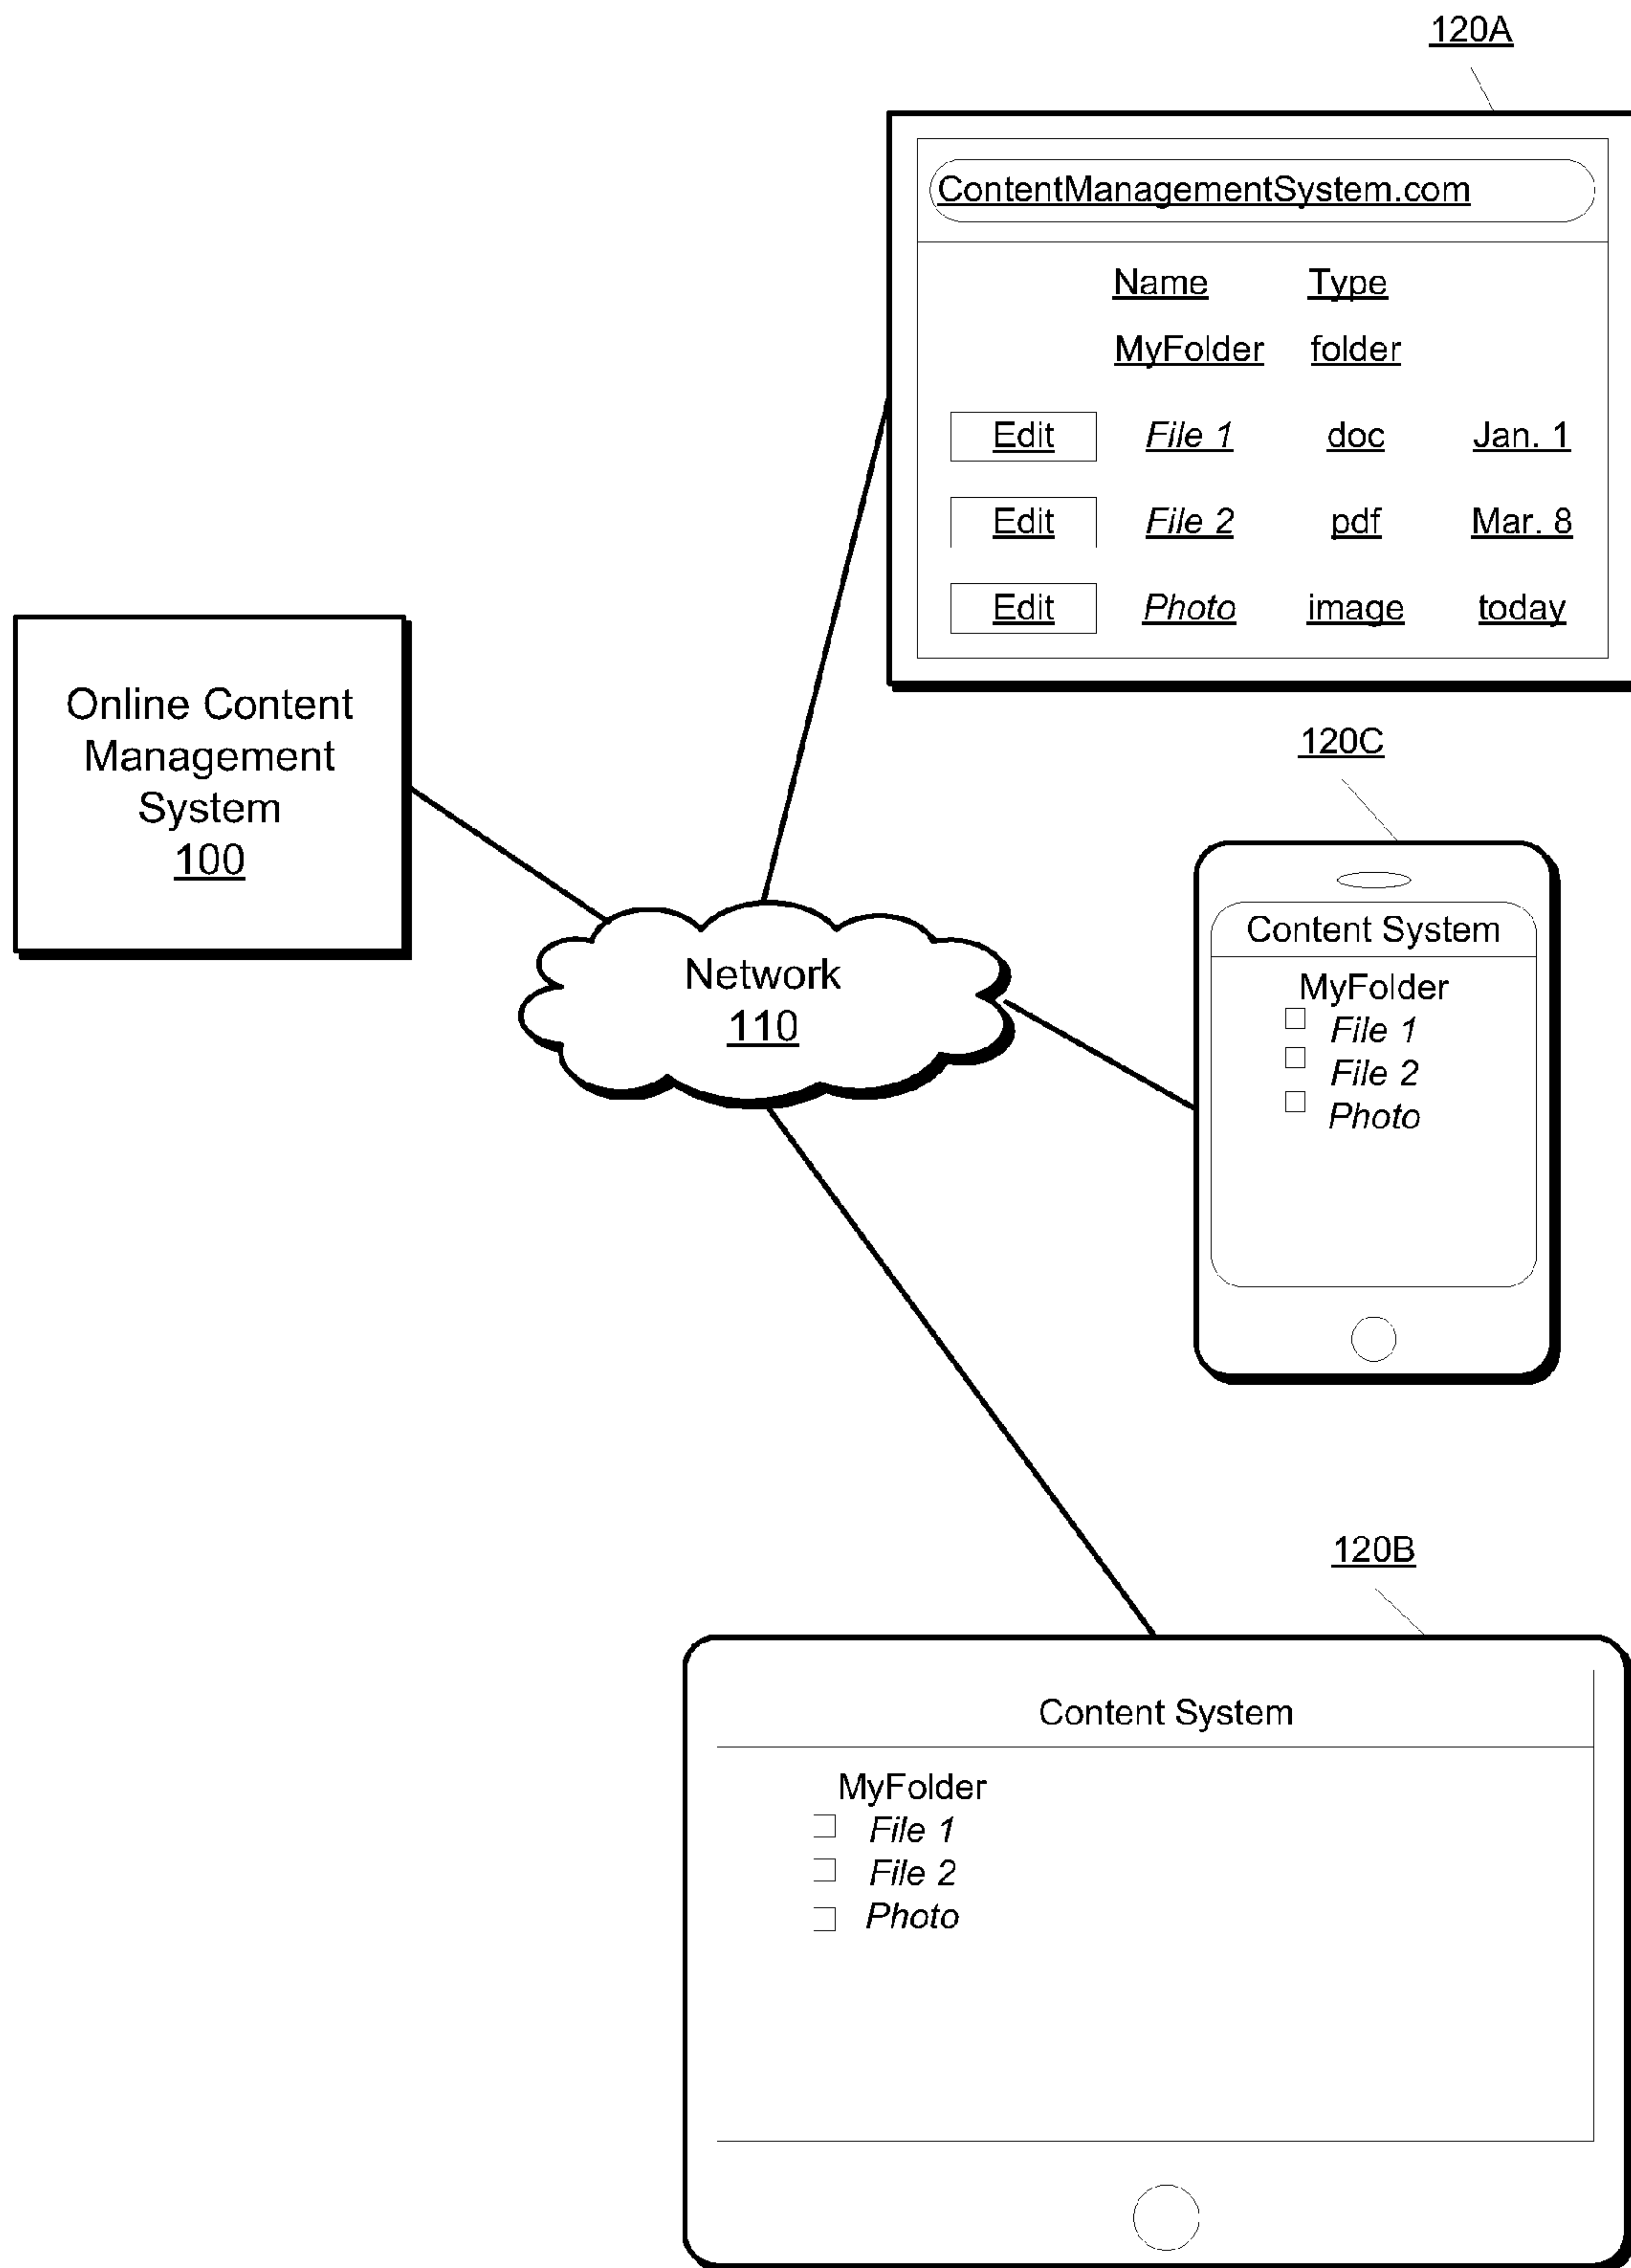 120A
ContentManagementSystem.com
Name Type
MyFolder folder
Edit File 1 doc Jan. 1
Edit File 2 pdf Mar. 8
Edit Photo image today
Online Content
Management
System
100
120C
Content System
MyFolder
File 1
File 2
Photo
Network
110
120B
Content System
MyFolder
File 1
File 2
Photo